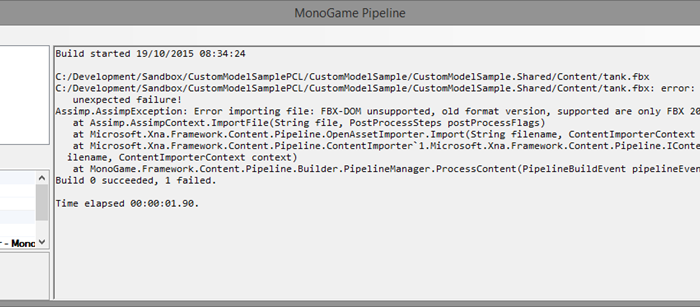 MonoGame Pipeline
Build started 19/10/2015 08:34:24
C:/Development/Sandbox/CustomModelSamplePCL/CustomModelSample/CustomModelSample.Shared/Content/tank.fbx
C:/Development/Sandbox/CustomModelSamplePCL/CustomModelSample/CustomModelSample.Shared/Content/tank.fbx: error:
unexpected failure!
Assimp.AssimpException: Error importing file: FBX-DOM unsupported, old format version, supported are only FBX 20
at Assimp.AssimpContext.ImportFile(String file, PostProcessSteps postProcessFlags)
at Microsoft.Xna.Framework.Content.Pipeline.OpenAssetImporter.Import(String filename, ContentImporterContext
at Microsoft.Xna.Framework.Content.Pipeline.ContentImporter`1.Microsoft.Xna.Framework.Content.Pipeline.IConte
ilename, ContentImporterContext context)
at MonoGame.Framework.Content.Pipeline.Builder.PipelineManager.ProcessContent(PipelineBuildEvent pipelineEven
Build 0 succeeded, 1 failed.
Time elapsed 00:00:01.90.
r - Mono